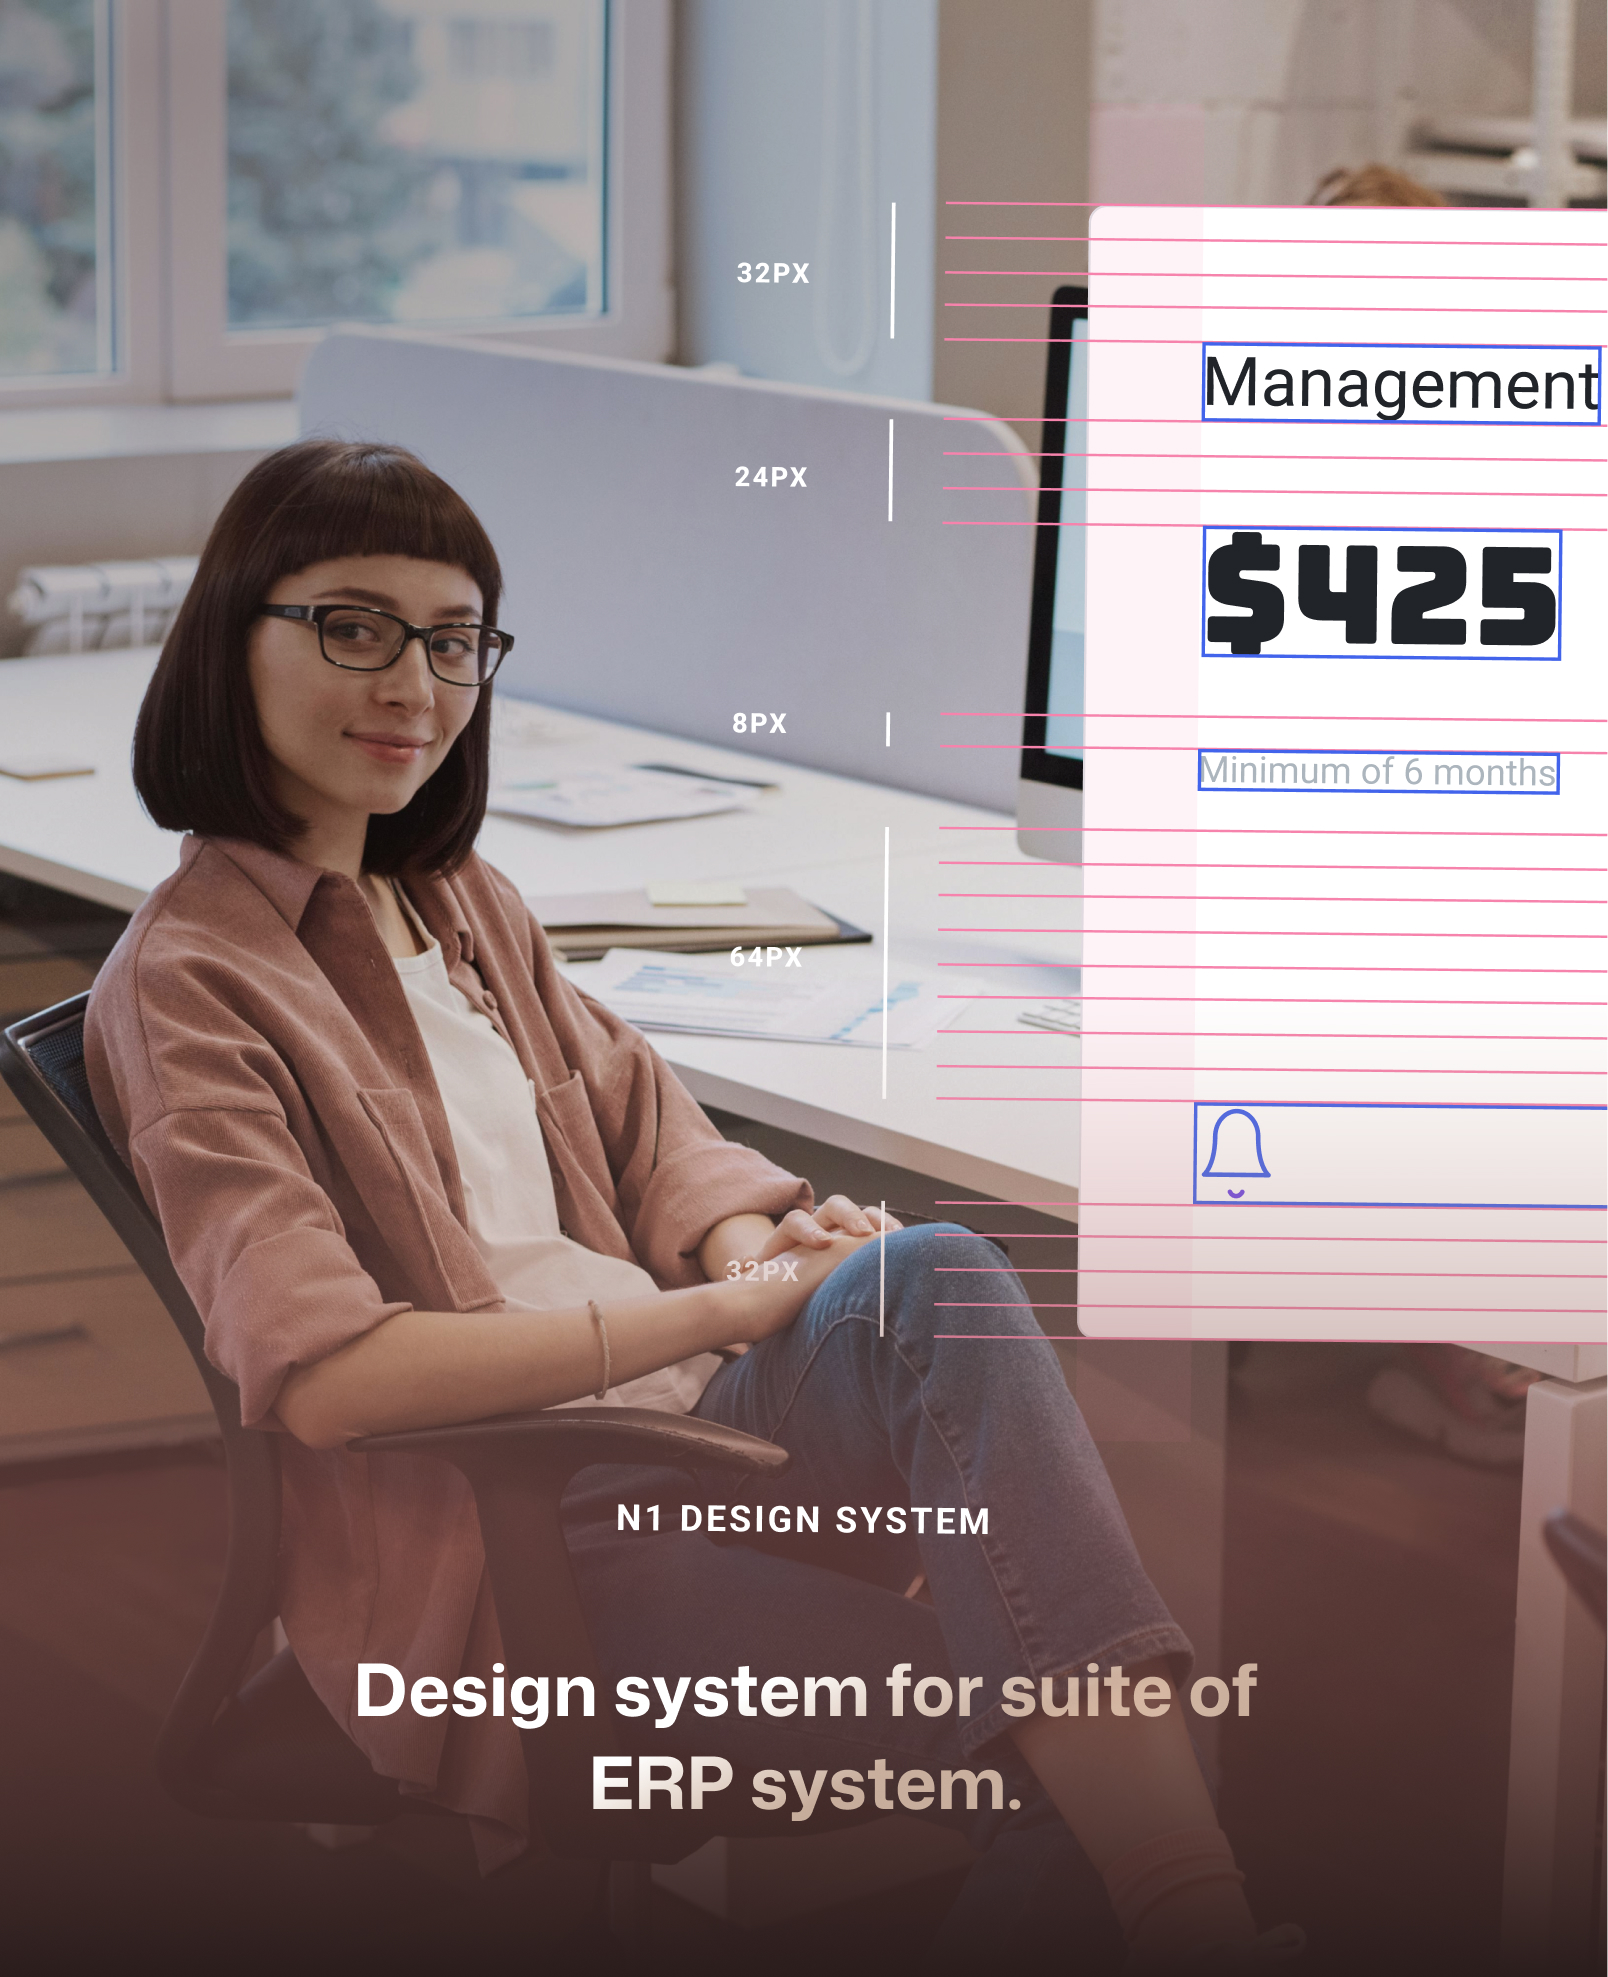 32PX
Management
24PX
$425
8PX
Minimum of 6 months
64PX
32PX
N1 DESIGN SYSTEM
Design system for suite of
ERP system.